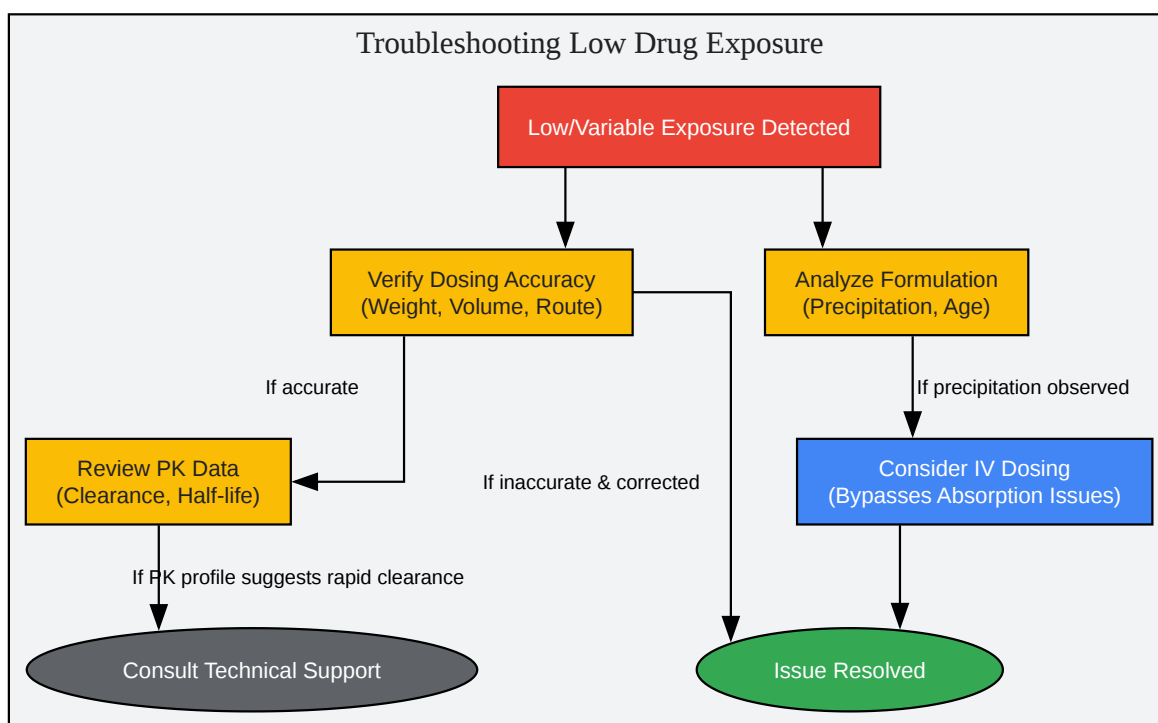 Troubleshooting Low Drug Exposure
Low/Variable Exposure Detected
Verify Dosing Accuracy
(Weight, Volume, Route)
Analyze Formulation
(Precipitation, Age)
If accurate
If precipitation observed
Review PK Data
(Clearance, Half-life)
If inaccurate & corrected
Consider IV Dosing
(Bypasses Absorption Issues)
If PK profile suggests rapid clearance
Consult Technical Support
Issue Resolved